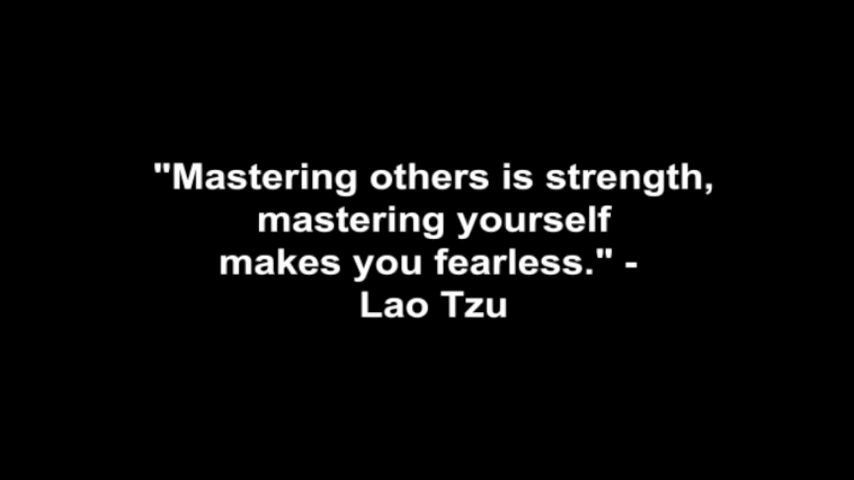 "Mastering others is strength,
mastering yourself
makes you fearless." -
Lao Tzu